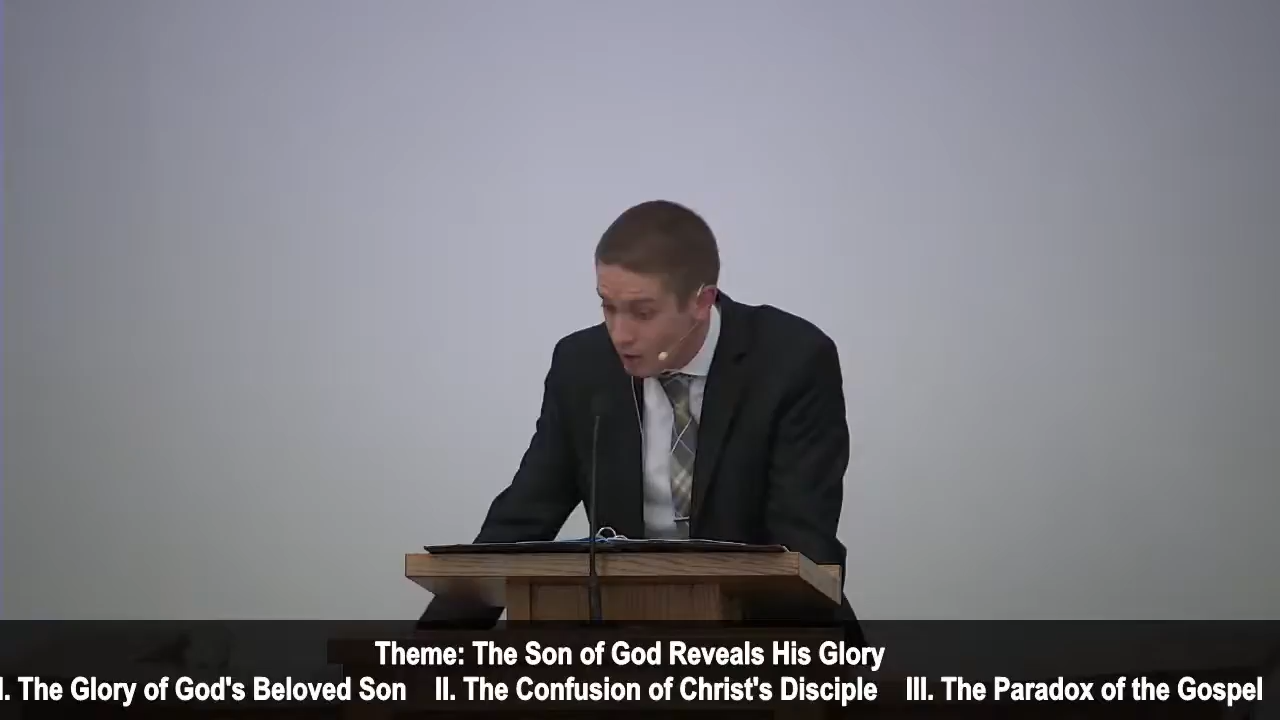 Theme: The Son of God Reveals His Glory
I. The Glory of God's Beloved Son II. The Confusion of Christ's Disciple III. The Paradox of the Gospel